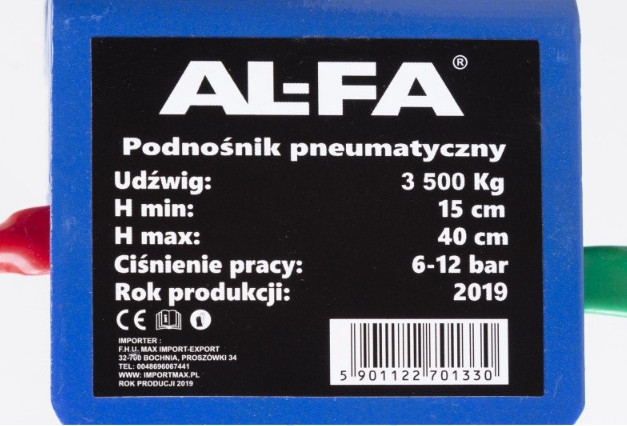 AL-FA®
Podnośnik pneumatyczny
Udźwig: 3 500 Kg
H min: 15 cm
H max: 40 cm
Ciśnienie pracy: 6-12 bar
Rok produkcji: 2019
CE
IMPORTER :
F.H.U. MAX IMPORT-EXPORT
32-700 BOCHNIA, PROSZÓWKI 34
TEL: 0048696067441
WWW: IMPORTMAX.PL
ROK PRODUCJI 2019
5 901122 701330